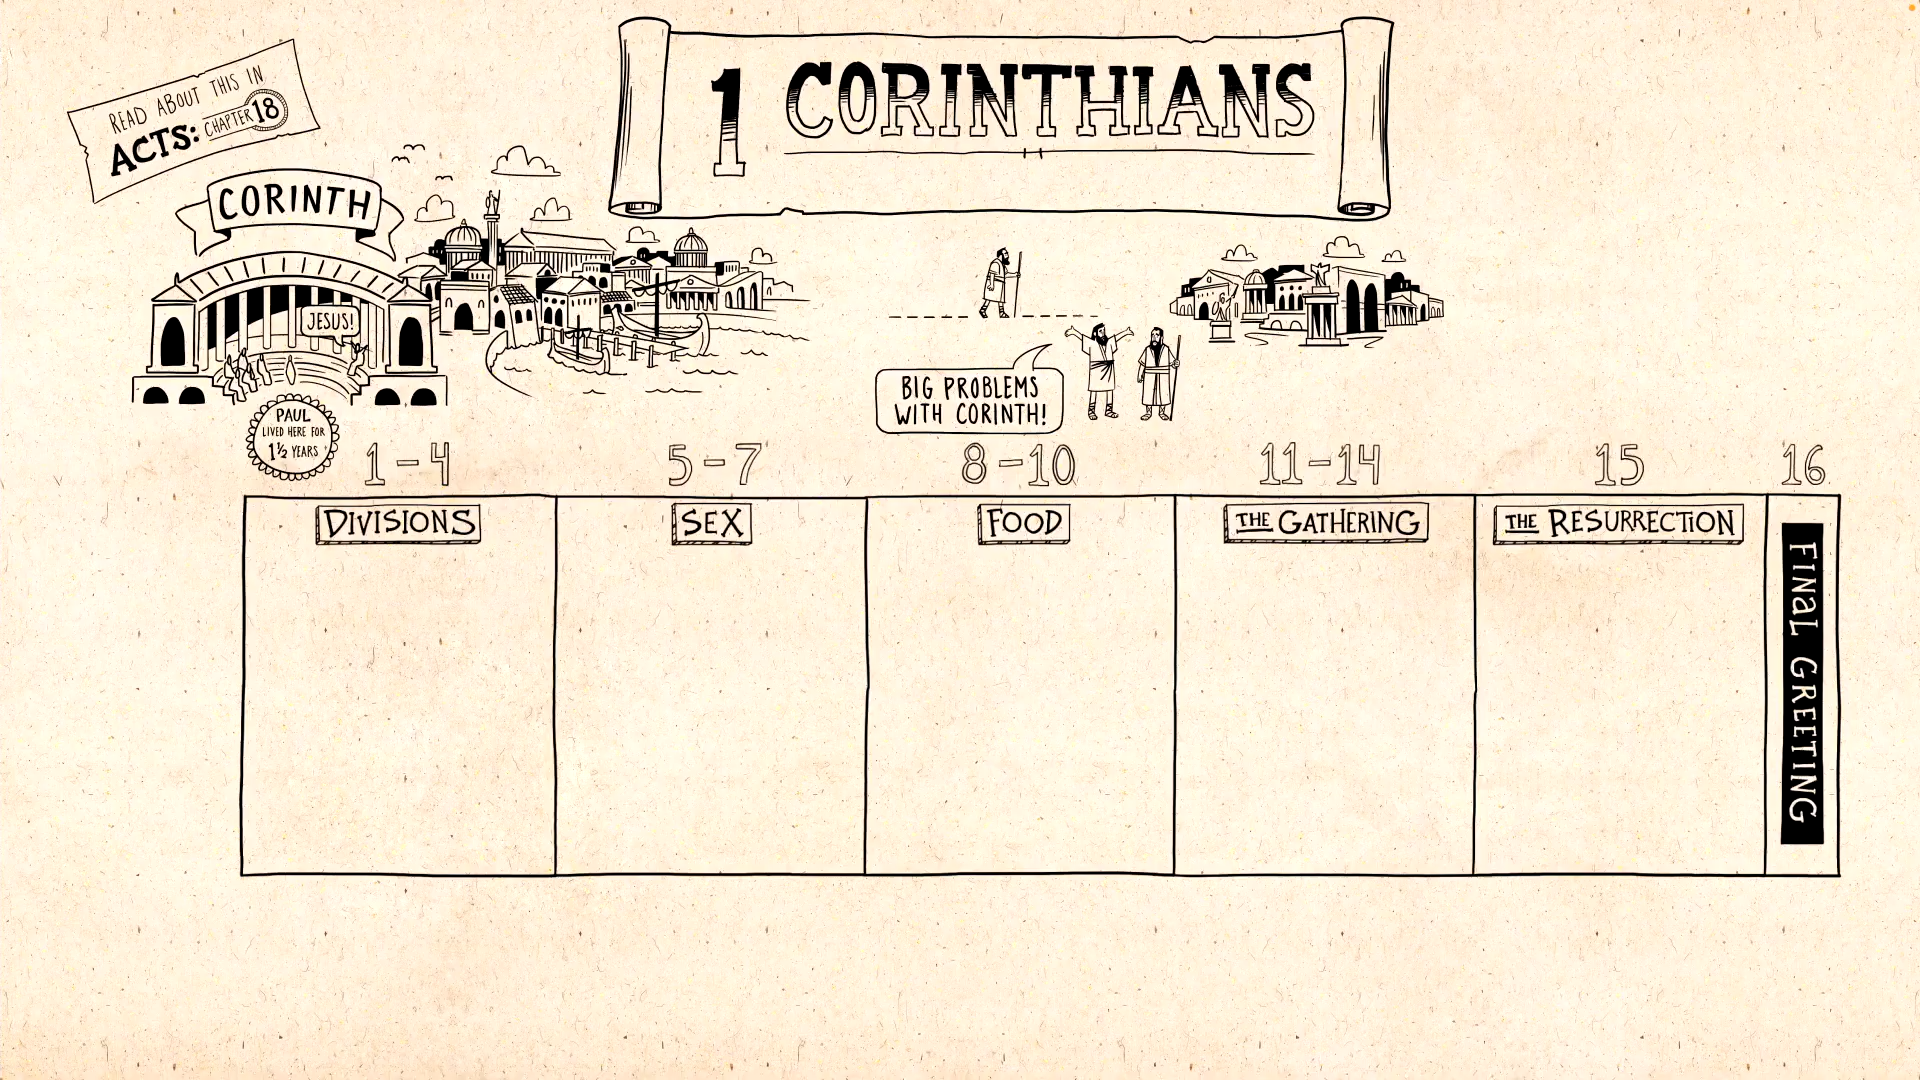 READ ABOUT THIS IN
ACTS: CHAPTER 18
1 CORINTHIANS
CORINTH
JESUS!
PAUL
LIVED HERE FOR
1½ YEARS
BIG PROBLEMS
WITH CORINTH!
1-4
5-7
8-10
11-14
15
16
DIVISIONS
SEX
FOOD
THE GATHERING
THE RESURRECTION
FINAL GREETING